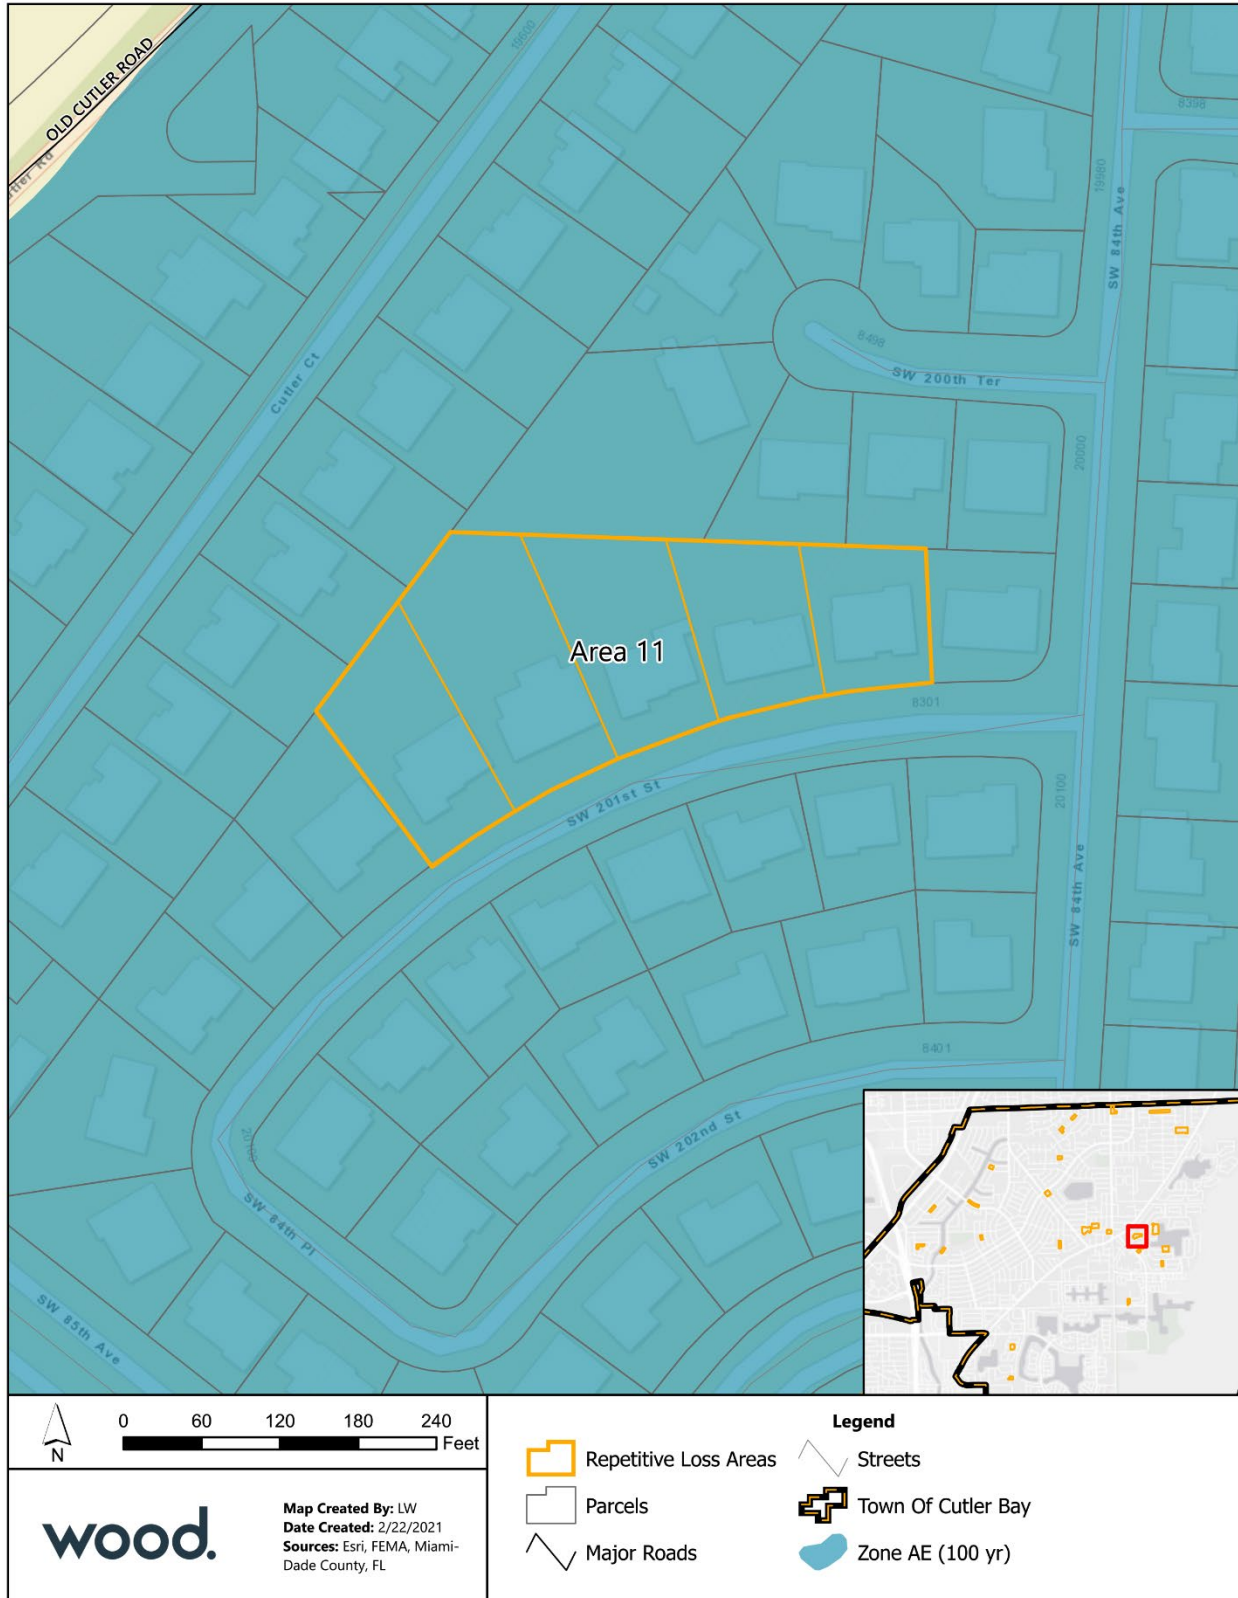 OLD CUTLER ROAD
utler Rd
19600
8398
19980
SW 84th Ave
8498
SW 200th Ter
Cutler Ct
20000
Area 11
8301
SW 201st St
20100
SW 84th Ave
8401
SW 202nd St
SW 84th Pl
SW 85th Ave
N
0 60 120 180 240
Feet
wood.
Map Created By: LW
Date Created: 2/22/2021
Sources: Esri, FEMA, Miami-
Dade County, FL
Legend
Repetitive Loss Areas
Streets
Parcels
Town Of Cutler Bay
Major Roads
Zone AE (100 yr)